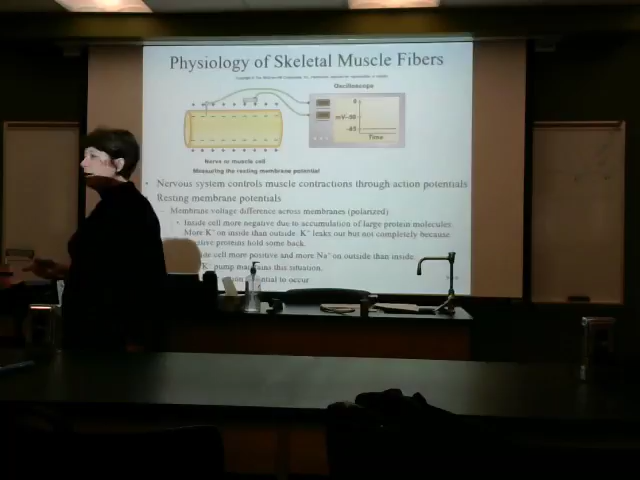 Physiology of Skeletal Muscle Fibers
Oscilloscope
0
mV
-85
Time
Nerve or muscle cell
Measuring the resting membrane potential
• Nervous system controls muscle contractions through action potentials
Resting membrane potentials
Membrane voltage difference across membranes (polarized)
• Inside cell more negative due to accumulation of large protein molecules.
More K⁺ on inside than outside. K⁺ leaks out but not completely because
proteins hold some back.
cell more positive and more Na⁺ on outside than inside.
K⁺ pump maintains this situation.
to occur